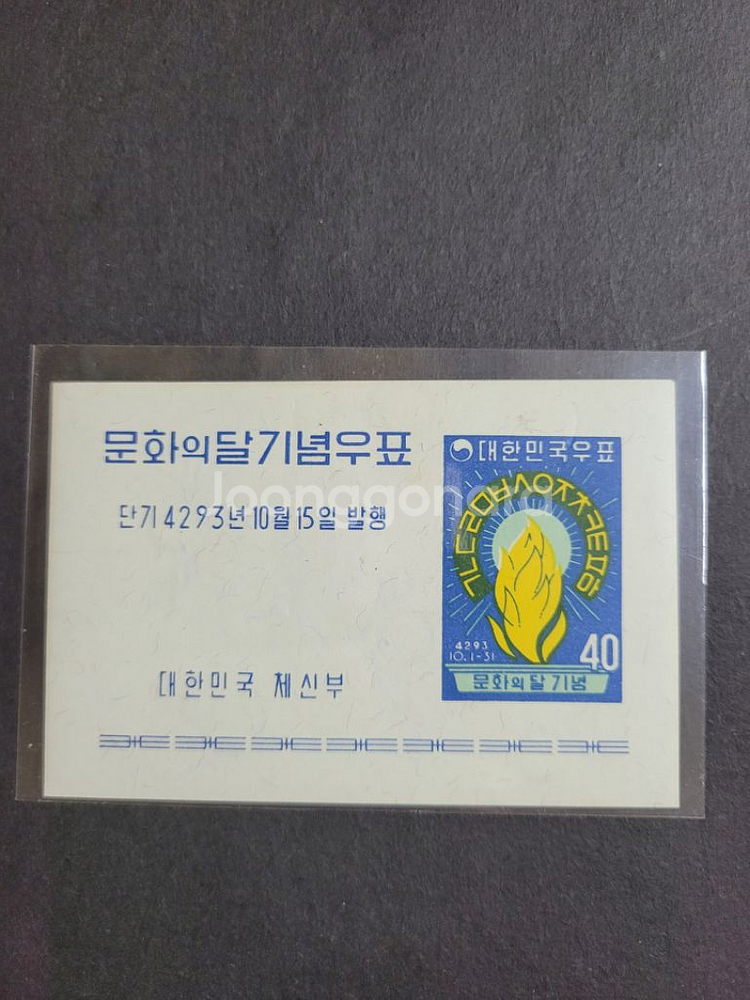 문화의달기념우표
단기 4293년 10월 15일 발행
대한민국 체신부
대한민국우표
ㄱㄴㄷㄹㅁㅂㅅㅇㅈㅊㅋㅌㅍㅎ
4293
10.1-31
40
문화의달기념
joonggonara